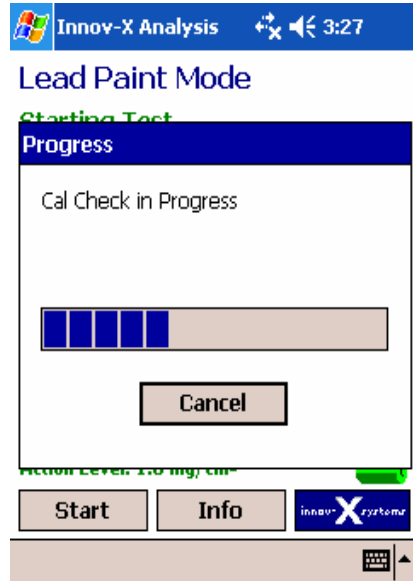 Innov-X Analysis 3:27
Lead Paint Mode
Starting Test
Progress
Cal Check in Progress
Cancel
Action Level: 1.0 mg/cm²
Start Info innov-X systems